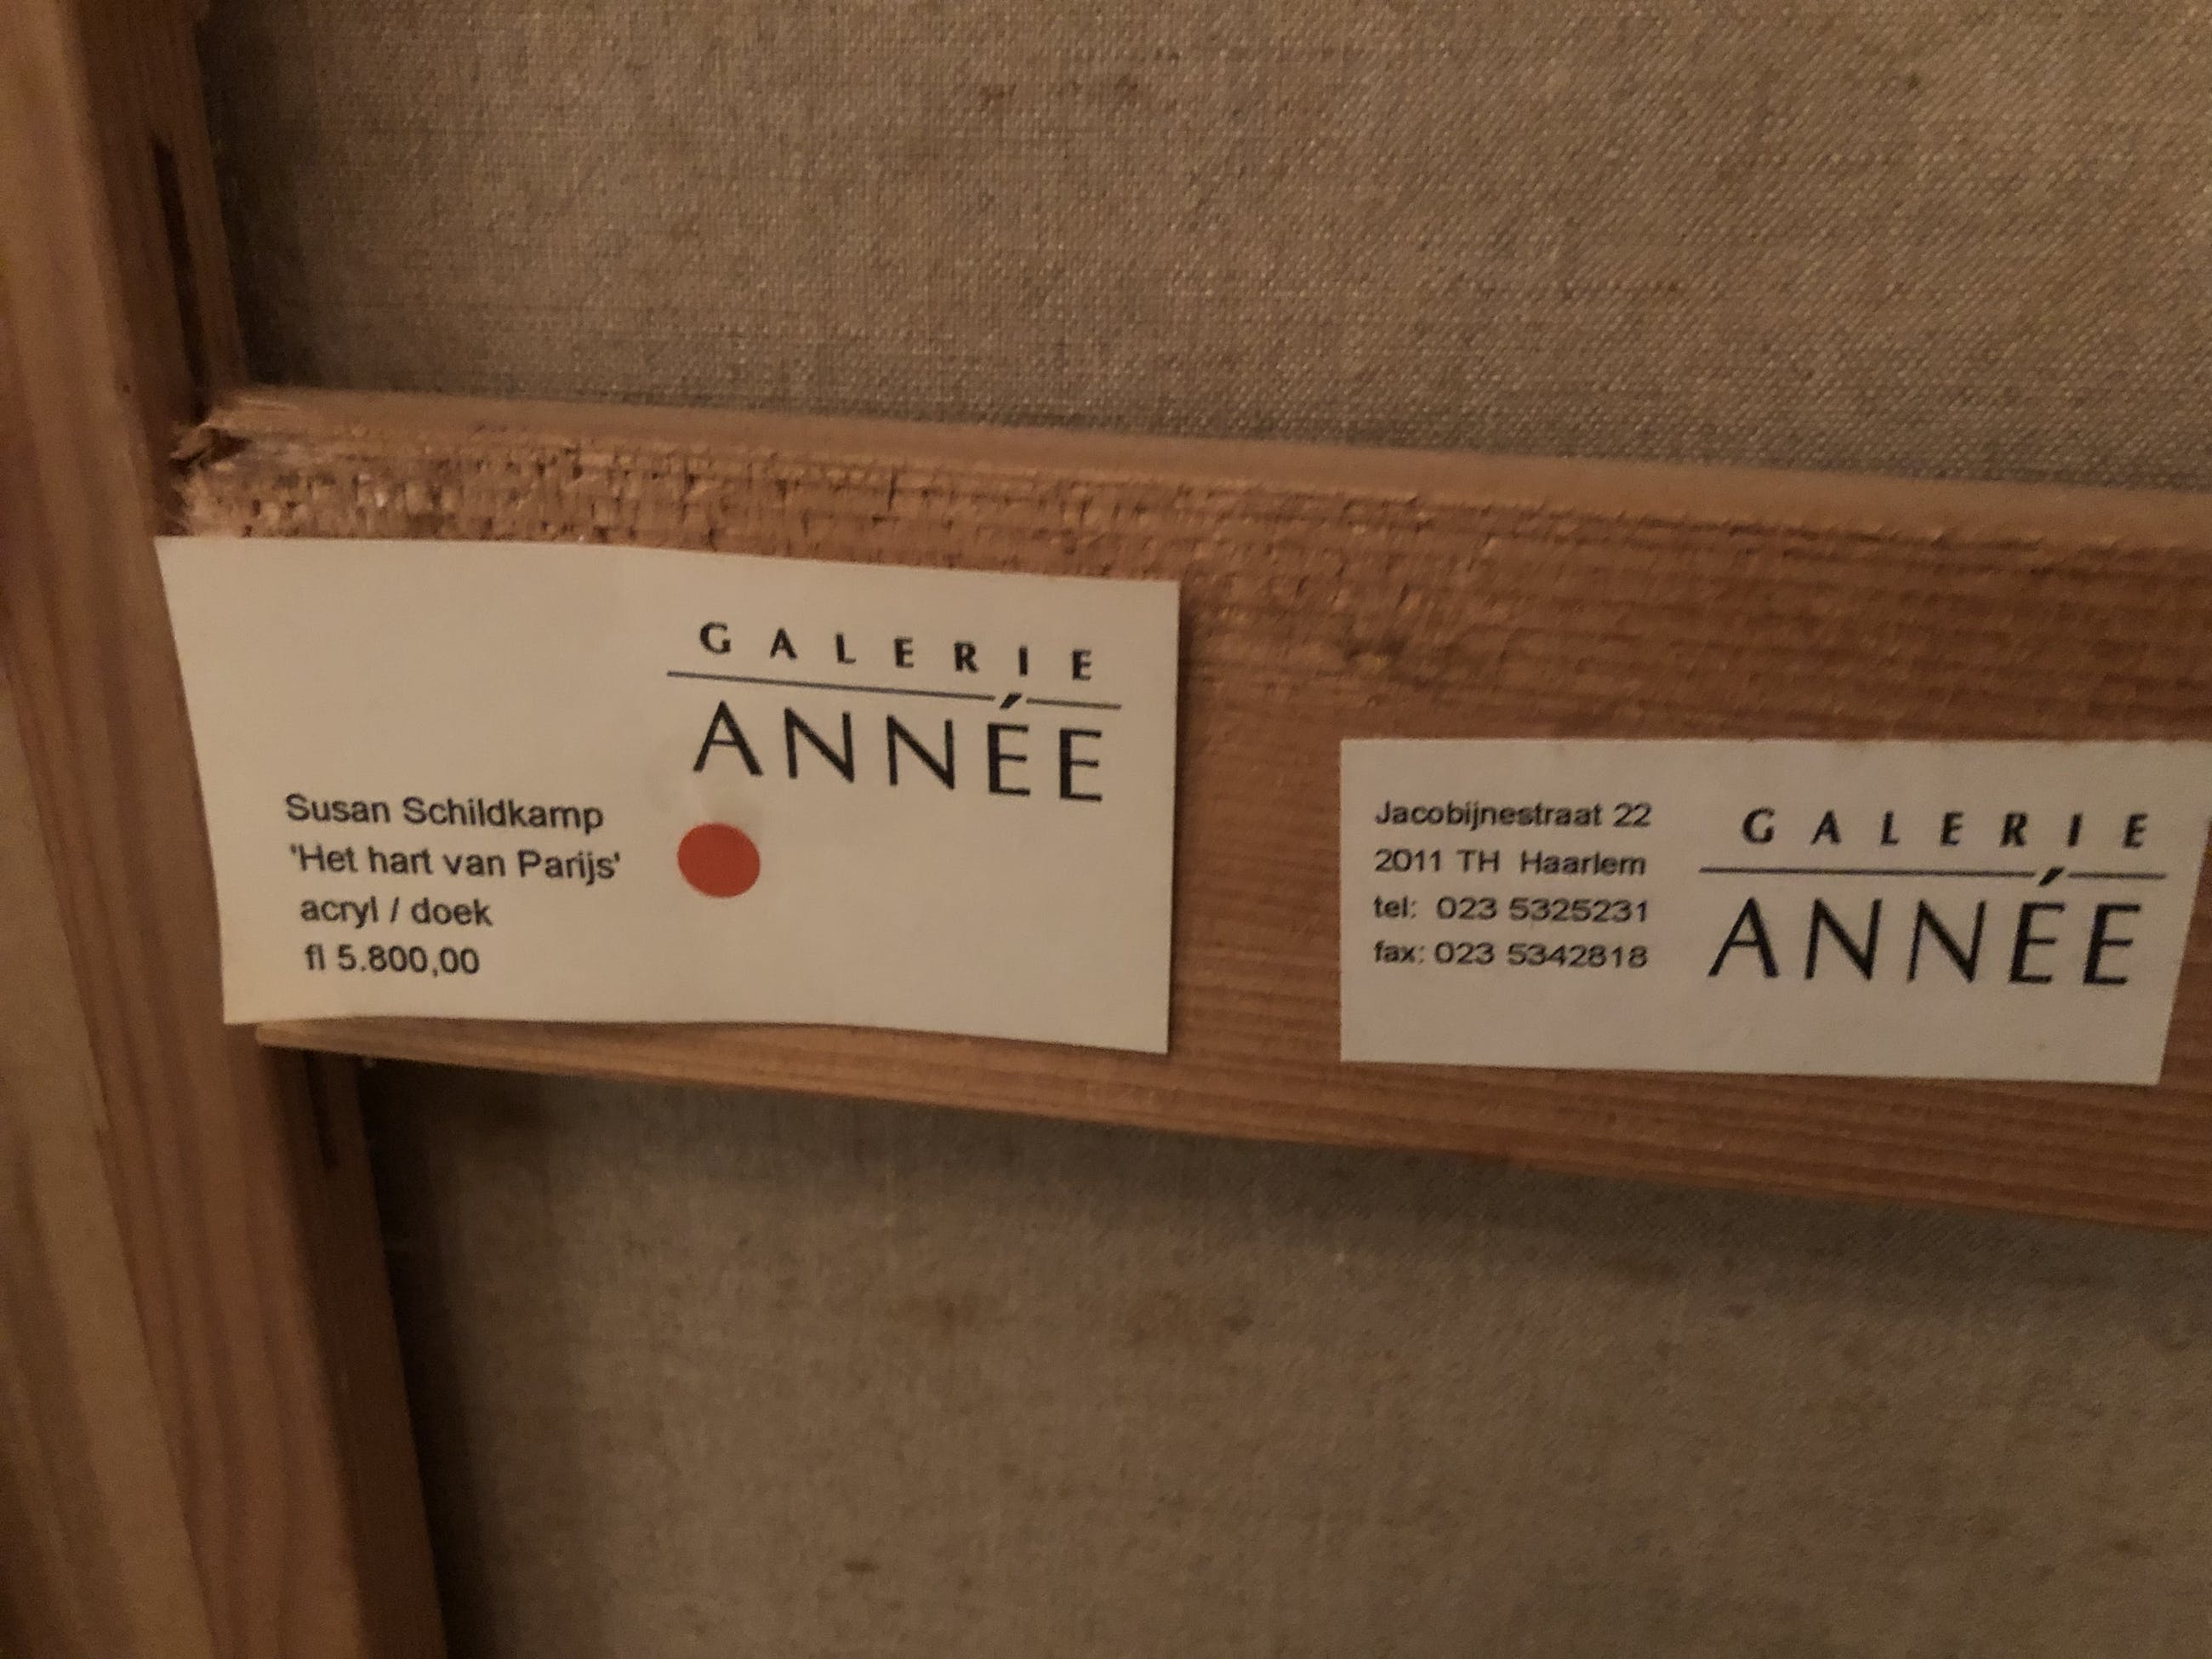 GALERIE
ANNÉE
Susan Schildkamp
'Het hart van Parijs'
acryl / doek
fl 5.800,00
Jacobijnestraat 22
2011 TH Haarlem
tel: 023 5325231
fax: 023 5342818
GALERIE
ANNÉE